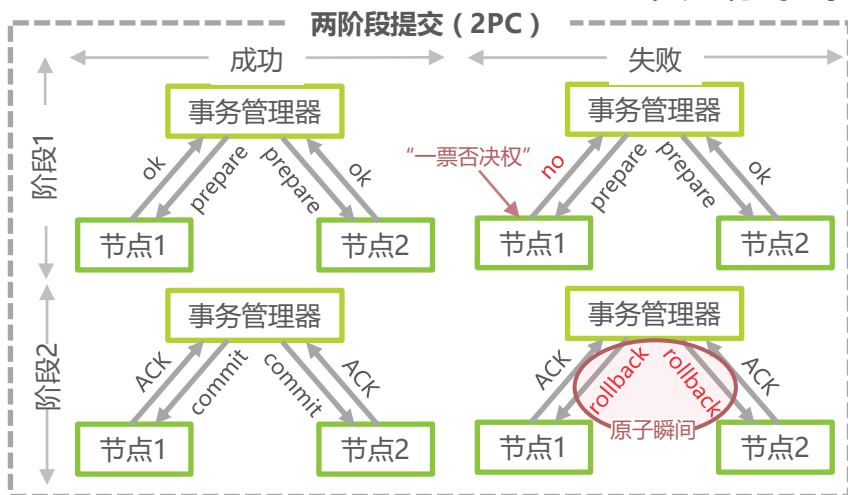 两阶段提交（2PC）
成功
失败
阶段1
事务管理器
ok
prepare
prepare
ok
节点1
节点2
事务管理器
“一票否决权”
no
prepare
prepare
ok
节点1
节点2
阶段2
事务管理器
ACK
commit
commit
ACK
节点1
节点2
事务管理器
ACK
rollback
rollback
ACK
原子瞬间
节点1
节点2